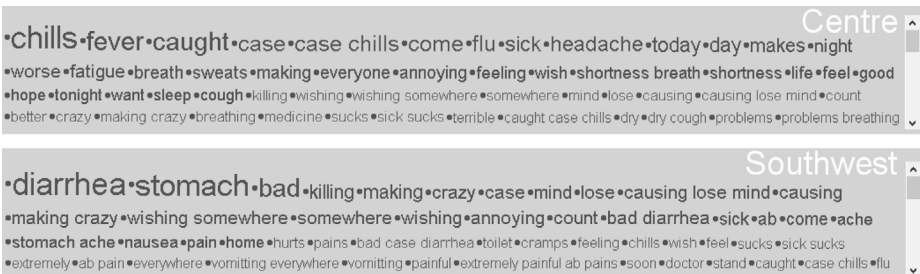 Centre
•chills•fever•caught•case•case chills•come•flu•sick•headache•today•day•makes•night
•worse•fatigue•breath•sweats•making•everyone•annoying•feeling•wish•shortness breath•shortness•life•feel•good
•hope•tonight•want•sleep•cough•killing•wishing•wishing somewhere•somewhere•mind•lose•causing•causing lose mind•count
•better•crazy•making crazy•breathing•medicine•sucks•sick sucks•terrible•caught case chills•dry•dry cough•problems•problems breathing
Southwest
•diarrhea•stomach•bad•killing•making•crazy•case•mind•lose•causing lose mind•causing
•making crazy•wishing somewhere•somewhere•wishing•annoying•count•bad diarrhea•sick•ab•come•ache
•stomach ache•nausea•pain•home•hurts•pains•bad case diarrhea•toilet•cramps•feeling•chills•wish•feel•sucks•sick sucks
•extremely•ab pain•everywhere•vomitting everywhere•vomitting•painful•extremely painful ab pains•soon•doctor•stand•caught•case chills•flu